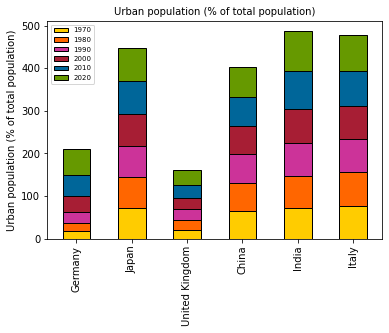 Urban population (% of total population)
1970
1980
1990
2000
2010
2020
Urban population (% of total population)
500
400
300
200
100
0
Germany
Japan
United Kingdom
China
India
Italy